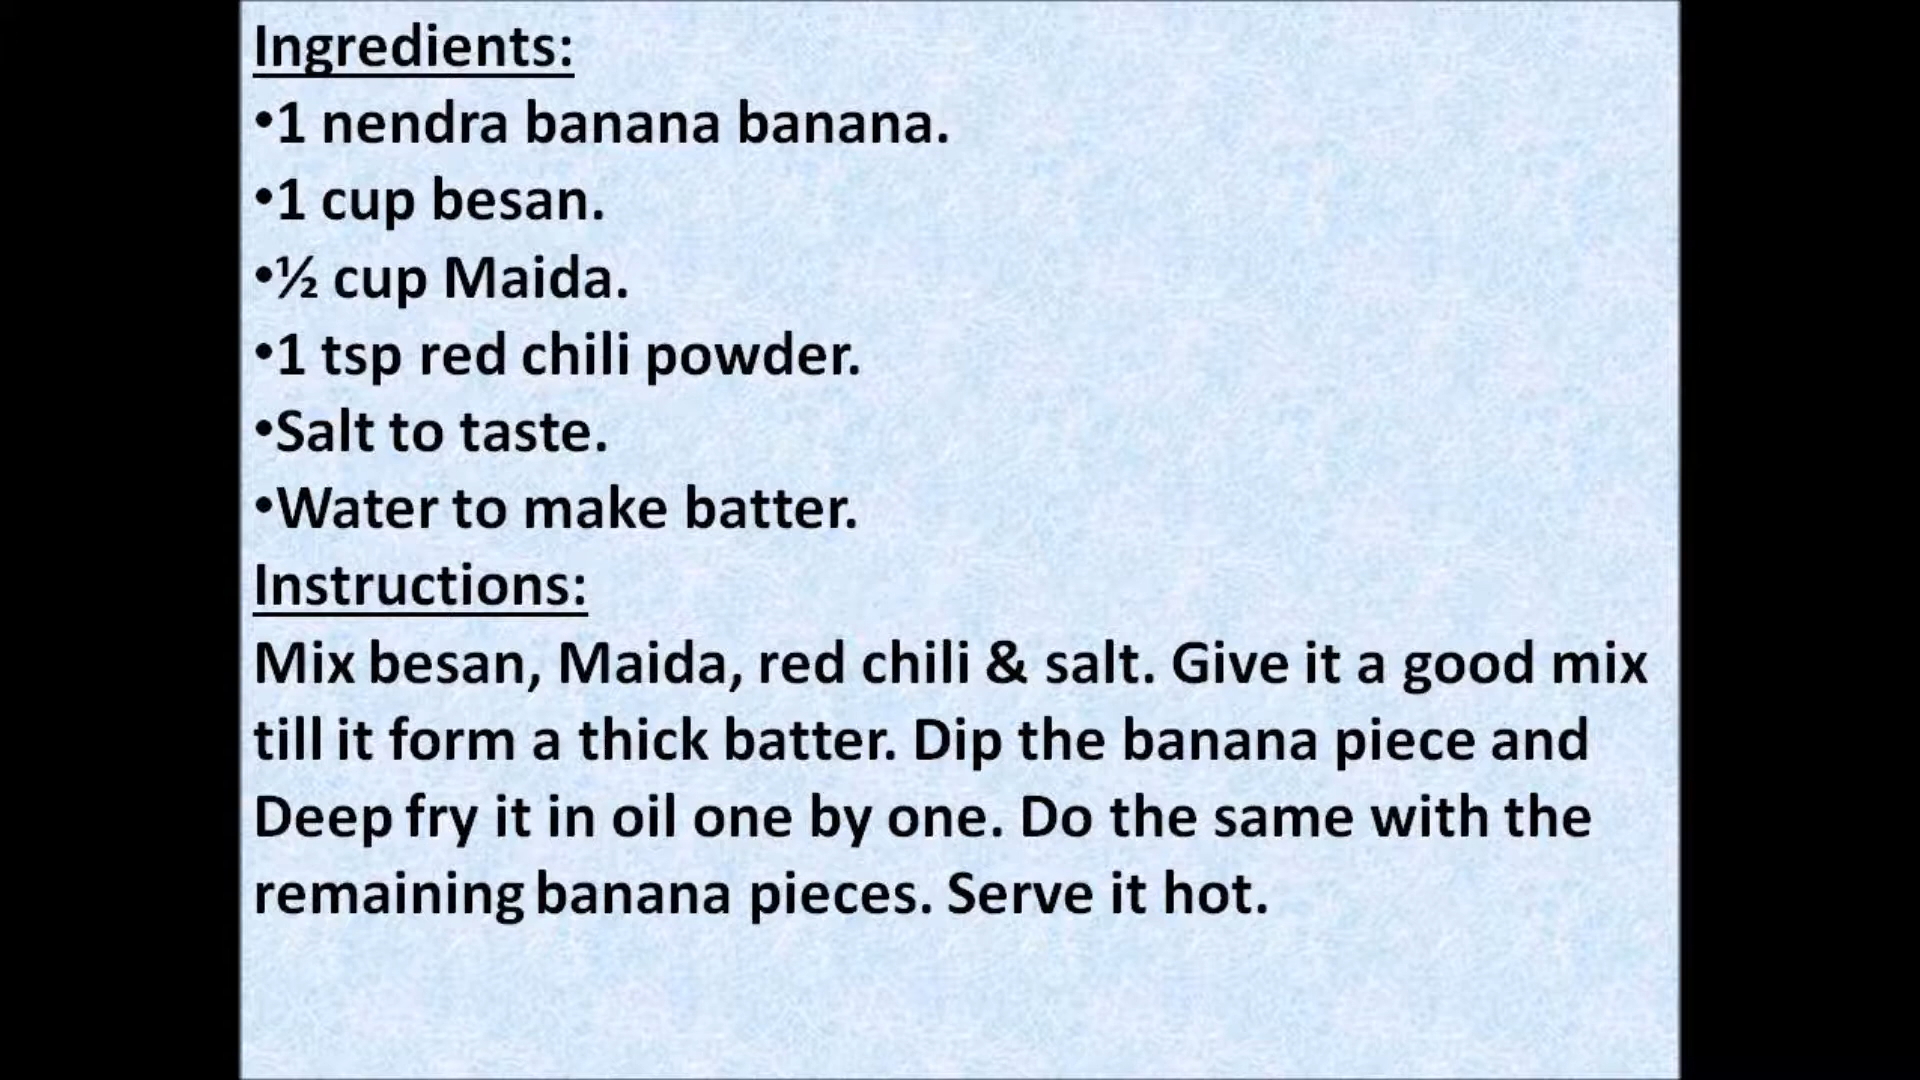 Ingredients:
•1 nendra banana banana.
•1 cup besan.
•½ cup Maida.
•1 tsp red chili powder.
•Salt to taste.
•Water to make batter.
Instructions:
Mix besan, Maida, red chili & salt. Give it a good mix
till it form a thick batter. Dip the banana piece and
Deep fry it in oil one by one. Do the same with the
remaining banana pieces. Serve it hot.